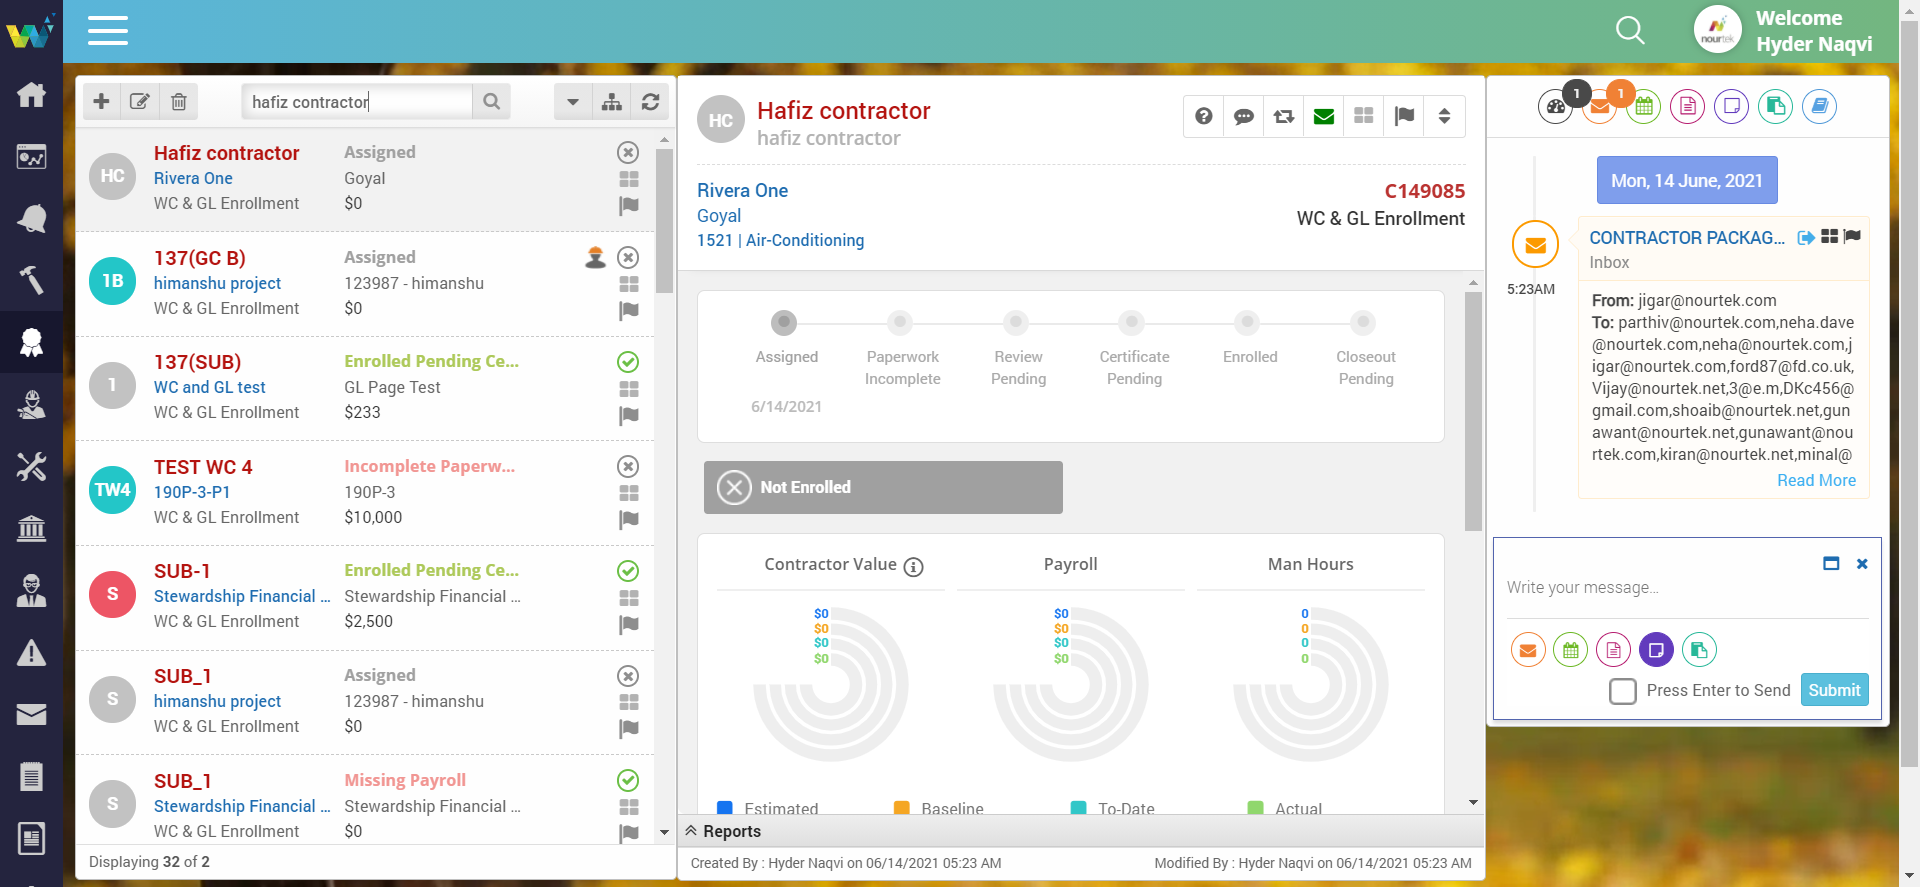 nourtek
Welcome
Hyder Naqvi
hafiz contractor
HC
Hafiz contractor
Assigned
Rivera One
Goyal
WC & GL Enrollment
$0
1B
137(GC B)
Assigned
himanshu project
123987 - himanshu
WC & GL Enrollment
$0
1
137(SUB)
Enrolled Pending Ce...
WC and GL test
GL Page Test
WC & GL Enrollment
$233
TW4
TEST WC 4
Incomplete Paperw...
190P-3-P1
190P-3
WC & GL Enrollment
$10,000
S
SUB-1
Enrolled Pending Ce...
Stewardship Financial ...
Stewardship Financial ...
WC & GL Enrollment
$2,500
S
SUB_1
Assigned
himanshu project
123987 - himanshu
WC & GL Enrollment
$0
S
SUB_1
Missing Payroll
Stewardship Financial ...
Stewardship Financial ...
WC & GL Enrollment
$0
Displaying 32 of 2
HC
Hafiz contractor
hafiz contractor
Rivera One
C149085
Goyal
WC & GL Enrollment
1521 | Air-Conditioning
Assigned
Paperwork
Incomplete
Review
Pending
Certificate
Pending
Enrolled
Closeout
Pending
6/14/2021
Not Enrolled
Contractor Value
Payroll
Man Hours
$0
$0
$0
$0
$0
$0
$0
$0
0
0
0
0
Estimated
Baseline
To-Date
Actual
Reports
Created By : Hyder Naqvi on 06/14/2021 05:23 AM
Modified By : Hyder Naqvi on 06/14/2021 05:23 AM
1
1
Mon, 14 June, 2021
CONTRACTOR PACKAG...
Inbox
5:23AM
From: jigar@nourtek.com
To: parthiv@nourtek.com,neha.dave
@nourtek.com,neha@nourtek.com,j
igar@nourtek.com,ford87@fd.co.uk,
Vijay@nourtek.net,3@e.m,DKc456@
gmail.com,shoaib@nourtek.net,gun
awant@nourtek.net,gunawant@nou
rtek.com,kiran@nourtek.net,minal@
Read More
Write your message...
Press Enter to Send
Submit